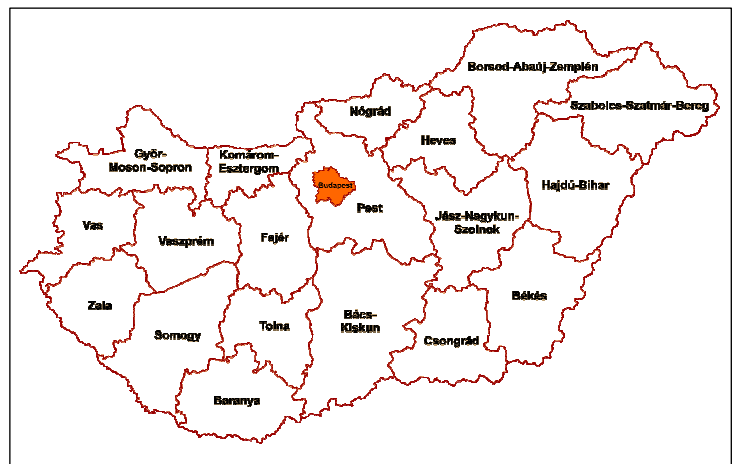 Borsod-Abaúj-Zemplén
Szabolcs-Szatmár-Bereg
Nógrád
Heves
Győr-
Moson-Sopron
Komárom-
Esztergom
Budapest
Pest
Hajdú-Bihar
Jász-Nagykun-
Szolnok
Vas
Veszprém
Fejér
Zala
Somogy
Tolna
Bács-
Kiskun
Békés
Csongrád
Baranya